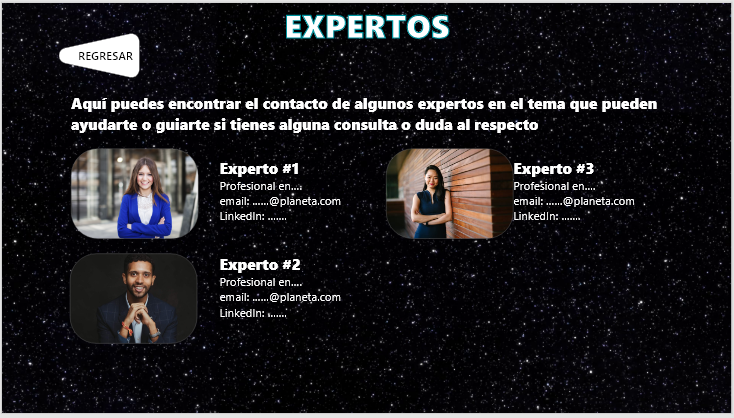 EXPERTOS
REGRESAR
Aquí puedes encontrar el contacto de algunos expertos en el tema que pueden
ayudarte o guiarte si tienes alguna consulta o duda al respecto
Experto #1
Profesional en....
email: ......@planeta.com
LinkedIn: .......
Experto #2
Profesional en....
email: ......@planeta.com
LinkedIn: .......
Experto #3
Profesional en....
email: ......@planeta.com
LinkedIn: .......